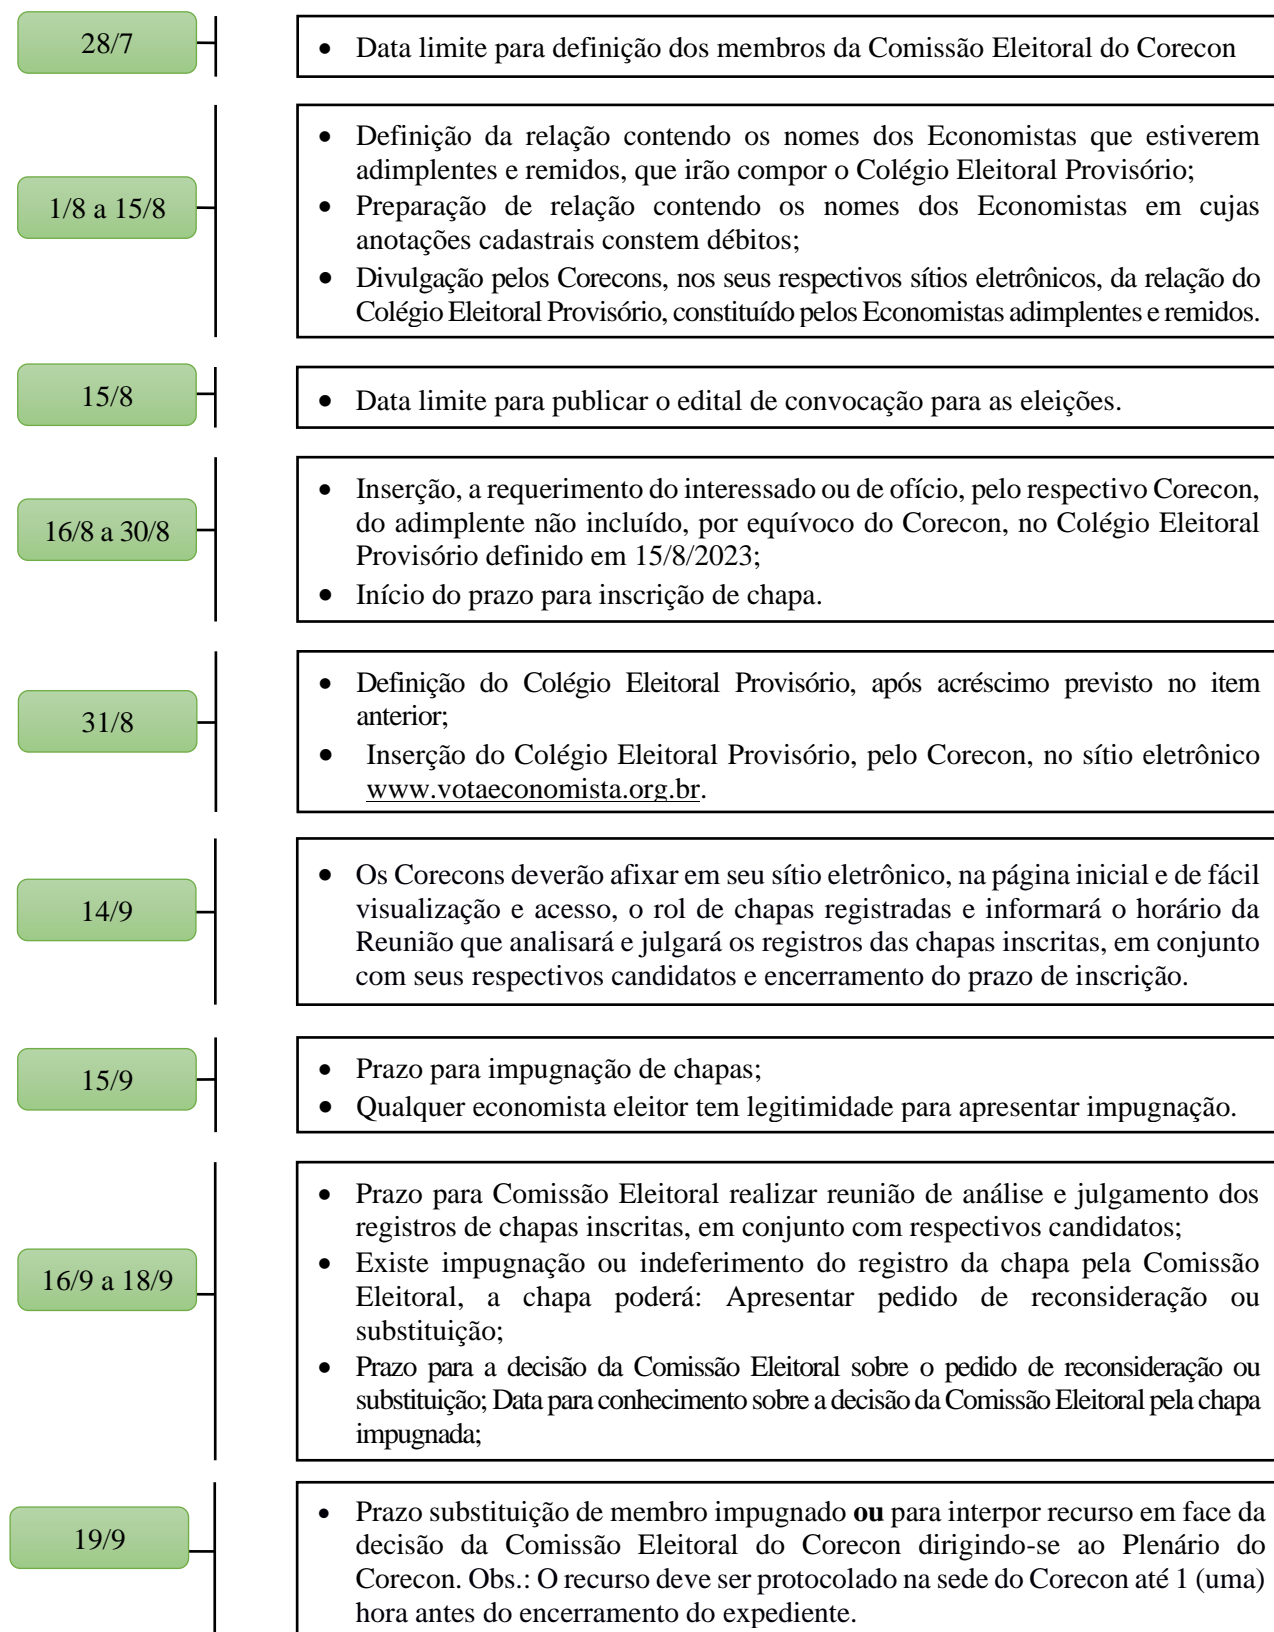 28/7
• Data limite para definição dos membros da Comissão Eleitoral do Corecon
1/8 a 15/8
• Definição da relação contendo os nomes dos Economistas que estiverem
adimplentes e remidos, que irão compor o Colégio Eleitoral Provisório;
• Preparação de relação contendo os nomes dos Economistas em cujas
anotações cadastrais constem débitos;
• Divulgação pelos Corecons, nos seus respectivos sítios eletrônicos, da relação do
Colégio Eleitoral Provisório, constituído pelos Economistas adimplentes e remidos.
15/8
• Data limite para publicar o edital de convocação para as eleições.
16/8 a 30/8
• Inserção, a requerimento do interessado ou de ofício, pelo respectivo Corecon,
do adimplente não incluído, por equívoco do Corecon, no Colégio Eleitoral
Provisório definido em 15/8/2023;
• Início do prazo para inscrição de chapa.
31/8
• Definição do Colégio Eleitoral Provisório, após acréscimo previsto no item
anterior;
• Inserção do Colégio Eleitoral Provisório, pelo Corecon, no sítio eletrônico
www.votaeconomista.org.br.
14/9
• Os Corecons deverão afixar em seu sítio eletrônico, na página inicial e de fácil
visualização e acesso, o rol de chapas registradas e informará o horário da
Reunião que analisará e julgará os registros das chapas inscritas, em conjunto
com seus respectivos candidatos e encerramento do prazo de inscrição.
15/9
• Prazo para impugnação de chapas;
• Qualquer economista eleitor tem legitimidade para apresentar impugnação.
16/9 a 18/9
• Prazo para Comissão Eleitoral realizar reunião de análise e julgamento dos
registros de chapas inscritas, em conjunto com respectivos candidatos;
• Existe impugnação ou indeferimento do registro da chapa pela Comissão
Eleitoral, a chapa poderá: Apresentar pedido de reconsideração ou
substituição;
• Prazo para a decisão da Comissão Eleitoral sobre o pedido de reconsideração ou
substituição; Data para conhecimento sobre a decisão da Comissão Eleitoral pela chapa
impugnada;
19/9
• Prazo substituição de membro impugnado ou para interpor recurso em face da
decisão da Comissão Eleitoral do Corecon dirigindo-se ao Plenário do
Corecon. Obs.: O recurso deve ser protocolado na sede do Corecon até 1 (uma)
hora antes do encerramento do expediente.